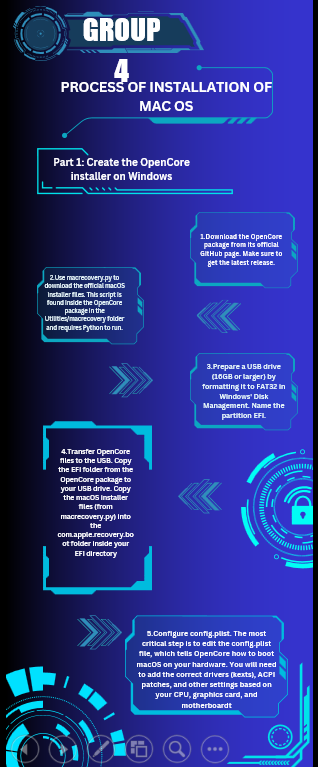 GROUP
4
PROCESS OF INSTALLATION OF
MAC OS
Part 1: Create the OpenCore
installer on Windows
1.Download the OpenCore
package from its official
GitHub page. Make sure to
get the latest release.
2.Use macrecovery.py to
download the official macOS
installer files. This script is
found inside the OpenCore
package in the
Utilities/macrecovery folder
and requires Python to run.
3.Prepare a USB drive
(16GB or larger) by
formatting it to FAT32 in
Windows' Disk
Management. Name the
partition EFI.
4.Transfer OpenCore
files to the USB. Copy
the EFI folder from the
OpenCore package to
your USB drive. Copy
the macOS installer
files (from
macrecovery.py) into
the
com.apple.recovery.bo
ot folder inside your
EFI directory
5.Configure config.plist. The most
critical step is to edit the config.plist
file, which tells OpenCore how to boot
macOS on your hardware. You will need
to add the correct drivers (kexts), ACPI
patches, and other settings based on
your CPU, graphics card, and
motherboardt